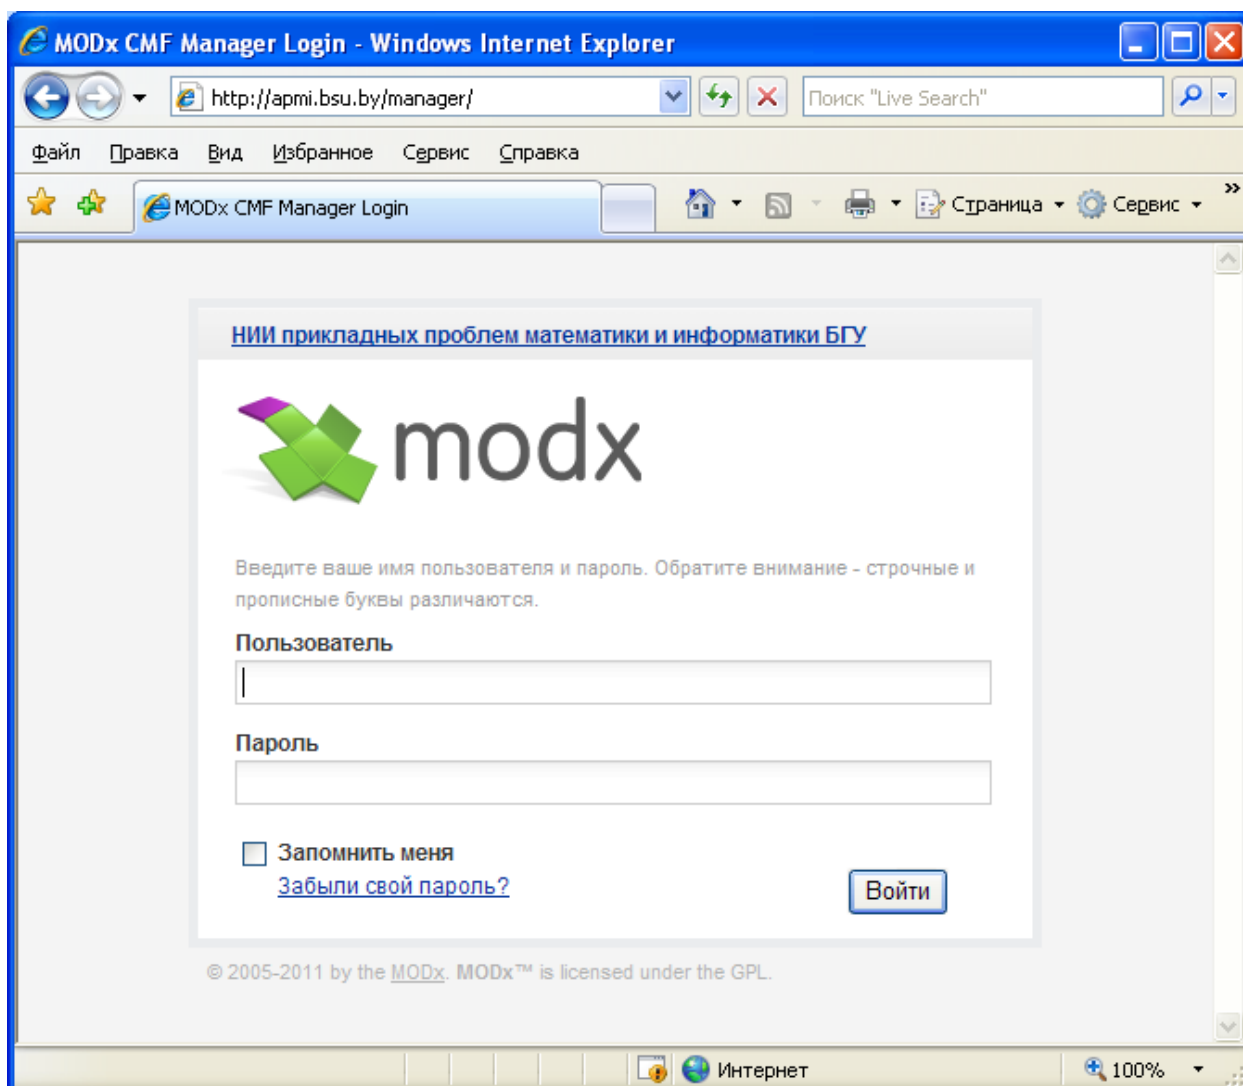 MODx CMF Manager Login - Windows Internet Explorer
http://apmi.bsu.by/manager/
Поиск "Live Search"
Файл Правка Вид Избранное Сервис Справка
MODx CMF Manager Login
Страница Сервис »
НИИ прикладных проблем математики и информатики БГУ
modx
Введите ваше имя пользователя и пароль. Обратите внимание - строчные и
прописные буквы различаются.
Пользователь
Пароль
Запомнить меня
Забыли свой пароль?
Войти
© 2005-2011 by the MODx. MODx™ is licensed under the GPL.
Интернет
100%